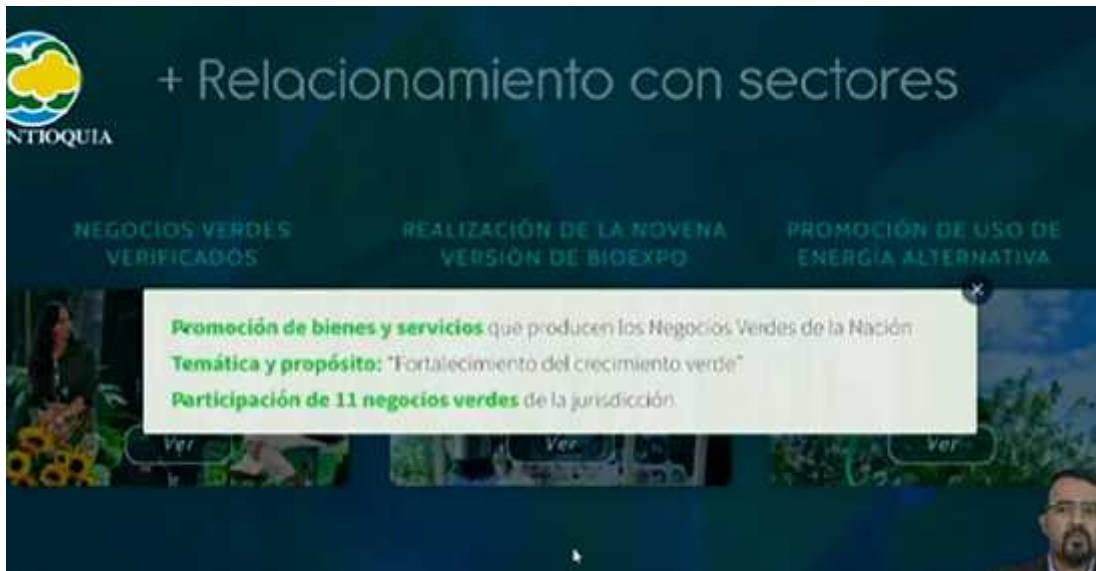 NTIOQUIA
+ Relacionamiento con sectores
NEGOCIOS VERDES
VERIFICADOS
REALIZACIÓN DE LA NOVENA
VERSIÓN DE BIOEXPO
PROMOCIÓN DE USO DE
ENERGÍA ALTERNATIVA
Promoción de bienes y servicios que producen los Negocios Verdes de la Nación
Temática y propósito: "Fortalecimiento del crecimiento verde"
Participación de 11 negocios verdes de la jurisdicción
Ver
Ver
Ver